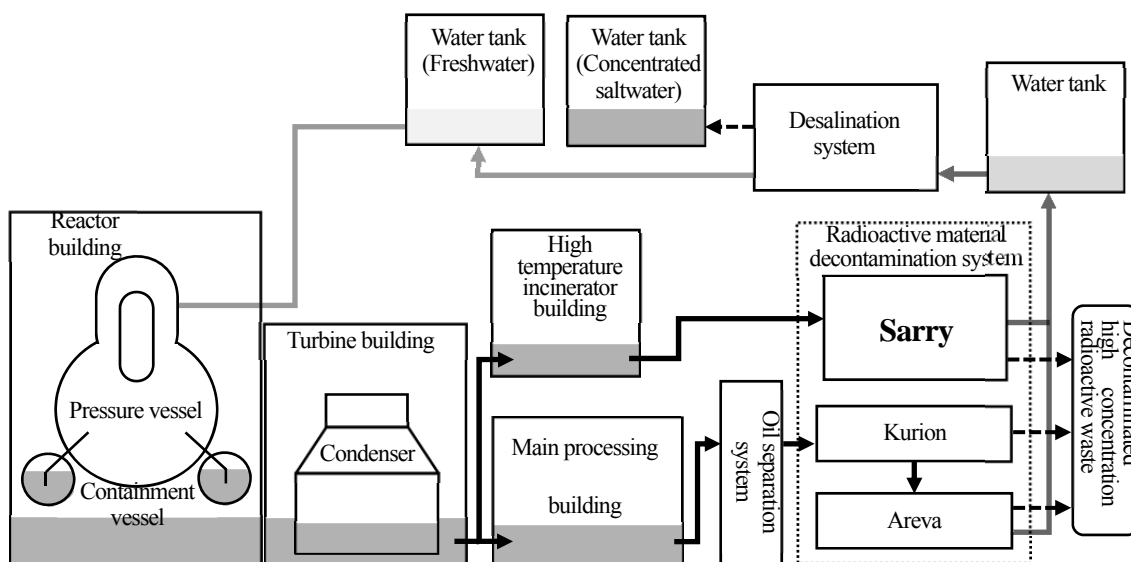 Water tank
(Freshwater)
Water tank
(Concentrated
saltwater)
Water tank
Desalination
system
Reactor
building
High
temperature
incinerator
building
Radioactive material
decontamination system
Turbine building
Sarry
Pressure vessel
Condenser
Containment
vessel
Main processing
building
Oil separation
system
Kurion
Areva
Decontaminated
high concentration
radioactive waste